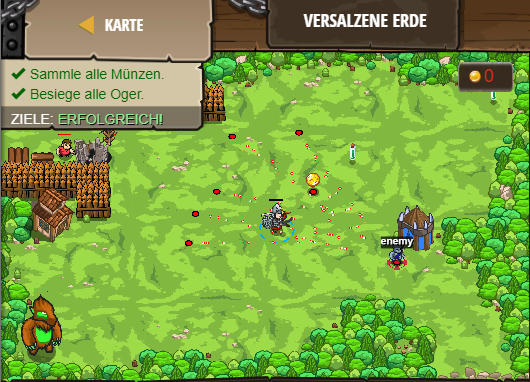 KARTE
VERSALZENE ERDE
Sammle alle Münzen.
Besiege alle Oger.
ZIELE: ERFOLGREICH!
0
enemy